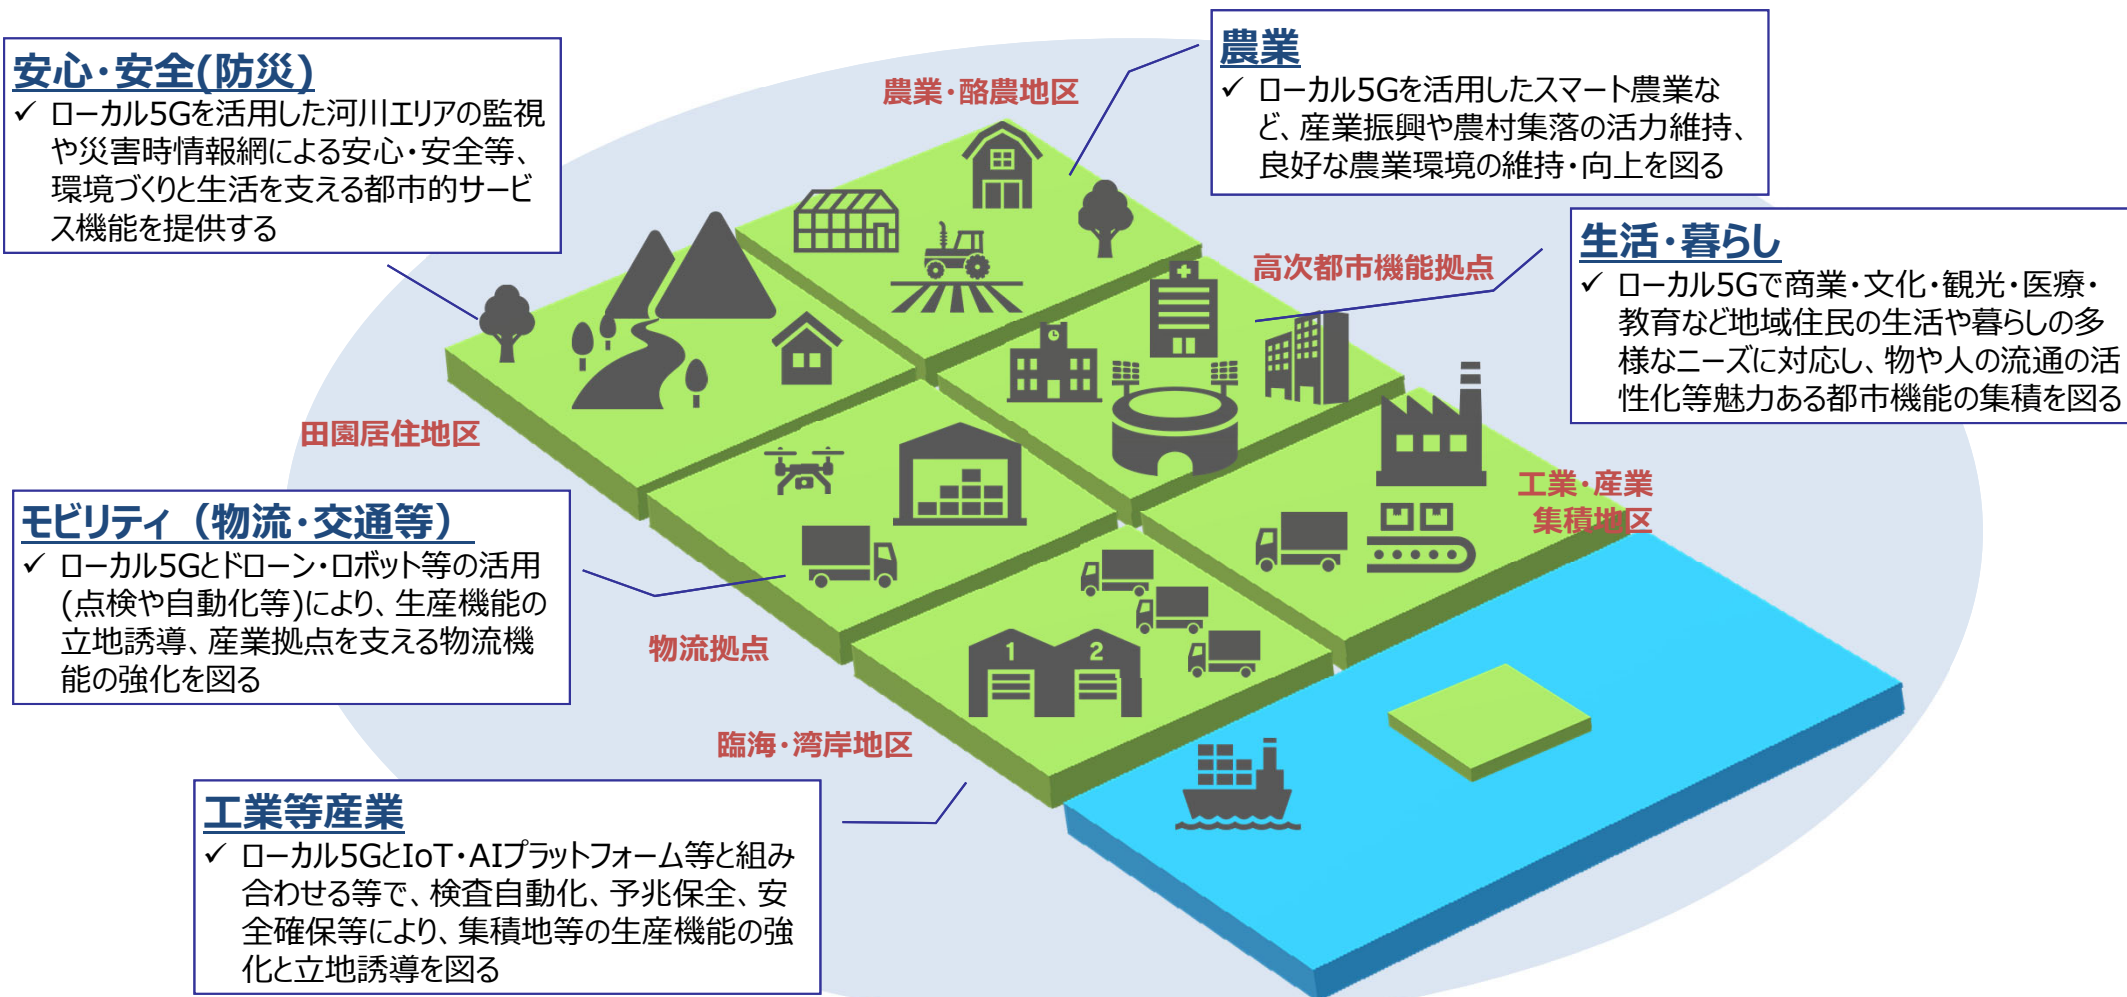 安心・安全(防災)
✓ ローカル5Gを活用した河川エリアの監視
や災害時情報網による安心・安全等、
環境づくりと生活を支える都市的サービ
ス機能を提供する
農業・酪農地区
農業
✓ ローカル5Gを活用したスマート農業な
ど、産業振興や農村集落の活力維持、
良好な農業環境の維持・向上を図る
高次都市機能拠点
生活・暮らし
✓ ローカル5Gで商業・文化・観光・医療・
教育など地域住民の生活や暮らしの多
様なニーズに対応し、物や人の流通の活
性化等魅力ある都市機能の集積を図る
田園居住地区
モビリティ（物流・交通等）
✓ ローカル5Gとドローン・ロボット等の活用
(点検や自動化等)により、生産機能の
立地誘導、産業拠点を支える物流機
能の強化を図る
工業・産業
集積地区
物流拠点
1
2
臨海・湾岸地区
工業等産業
✓ ローカル5GとIoT・AIプラットフォーム等と組み
合わせる等で、検査自動化、予兆保全、安
全確保等により、集積地等の生産機能の強
化と立地誘導を図る